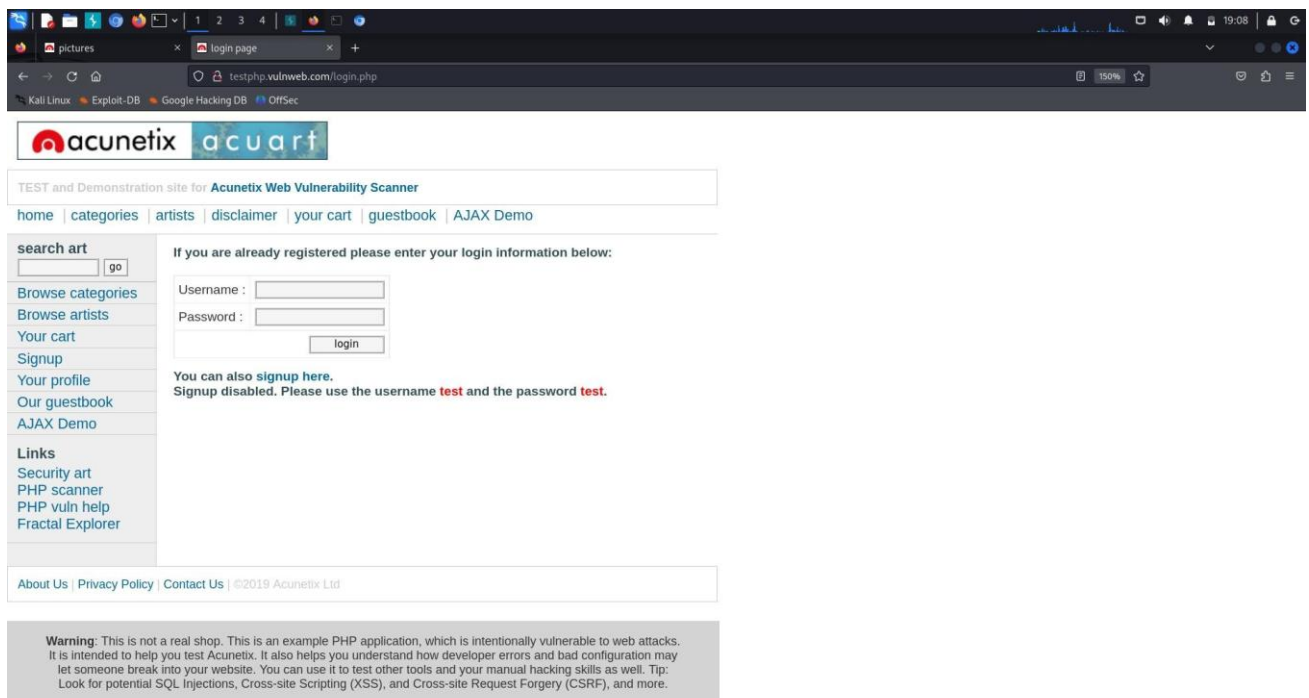 1 2 3 4
19:08
pictures
login page
testphp.vulnweb.com/login.php
150%
Kali Linux Exploit-DB Google Hacking DB OffSec
acunetix acuart
TEST and Demonstration site for Acunetix Web Vulnerability Scanner
home | categories | artists | disclaimer | your cart | guestbook | AJAX Demo
search art
go
Browse categories
Browse artists
Your cart
Signup
Your profile
Our guestbook
AJAX Demo
Links
Security art
PHP scanner
PHP vuln help
Fractal Explorer
If you are already registered please enter your login information below:
Username :
Password :
login
You can also signup here.
Signup disabled. Please use the username test and the password test.
About Us | Privacy Policy | Contact Us | ©2019 Acunetix Ltd
Warning: This is not a real shop. This is an example PHP application, which is intentionally vulnerable to web attacks.
It is intended to help you test Acunetix. It also helps you understand how developer errors and bad configuration may
let someone break into your website. You can use it to test other tools and your manual hacking skills as well. Tip:
Look for potential SQL Injections, Cross-site Scripting (XSS), and Cross-site Request Forgery (CSRF), and more.